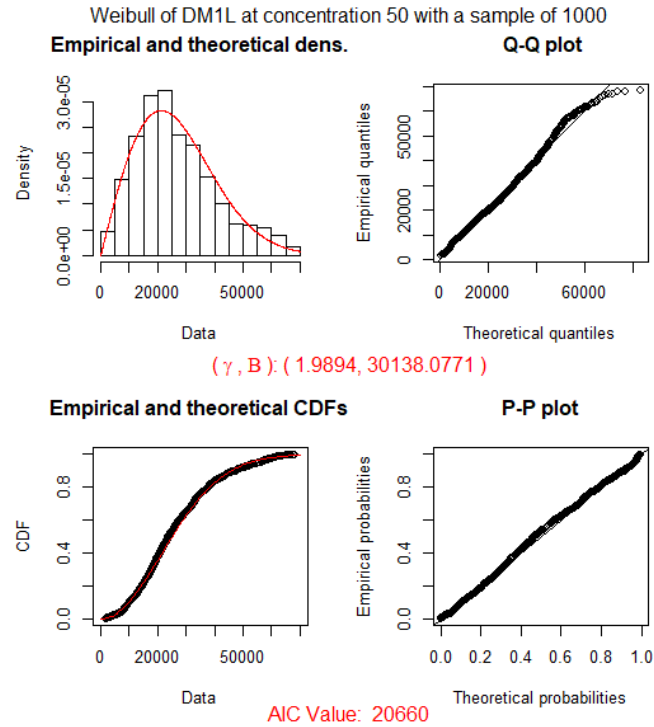 Weibull of DM1L at concentration 50 with a sample of 1000
Empirical and theoretical dens.
Density
0.0e+00 1.5e-05 3.0e-05
0 20000 50000
Data
Q-Q plot
Empirical quantiles
0 20000 50000
0 20000 60000
Theoretical quantiles
( γ , B ): ( 1.9894, 30138.0771 )
Empirical and theoretical CDFs
CDF
0.0 0.4 0.8
0 20000 50000
Data
P-P plot
Empirical probabilities
0.0 0.4 0.8
0.0 0.2 0.4 0.6 0.8 1.0
Theoretical probabilities
AIC Value: 20660